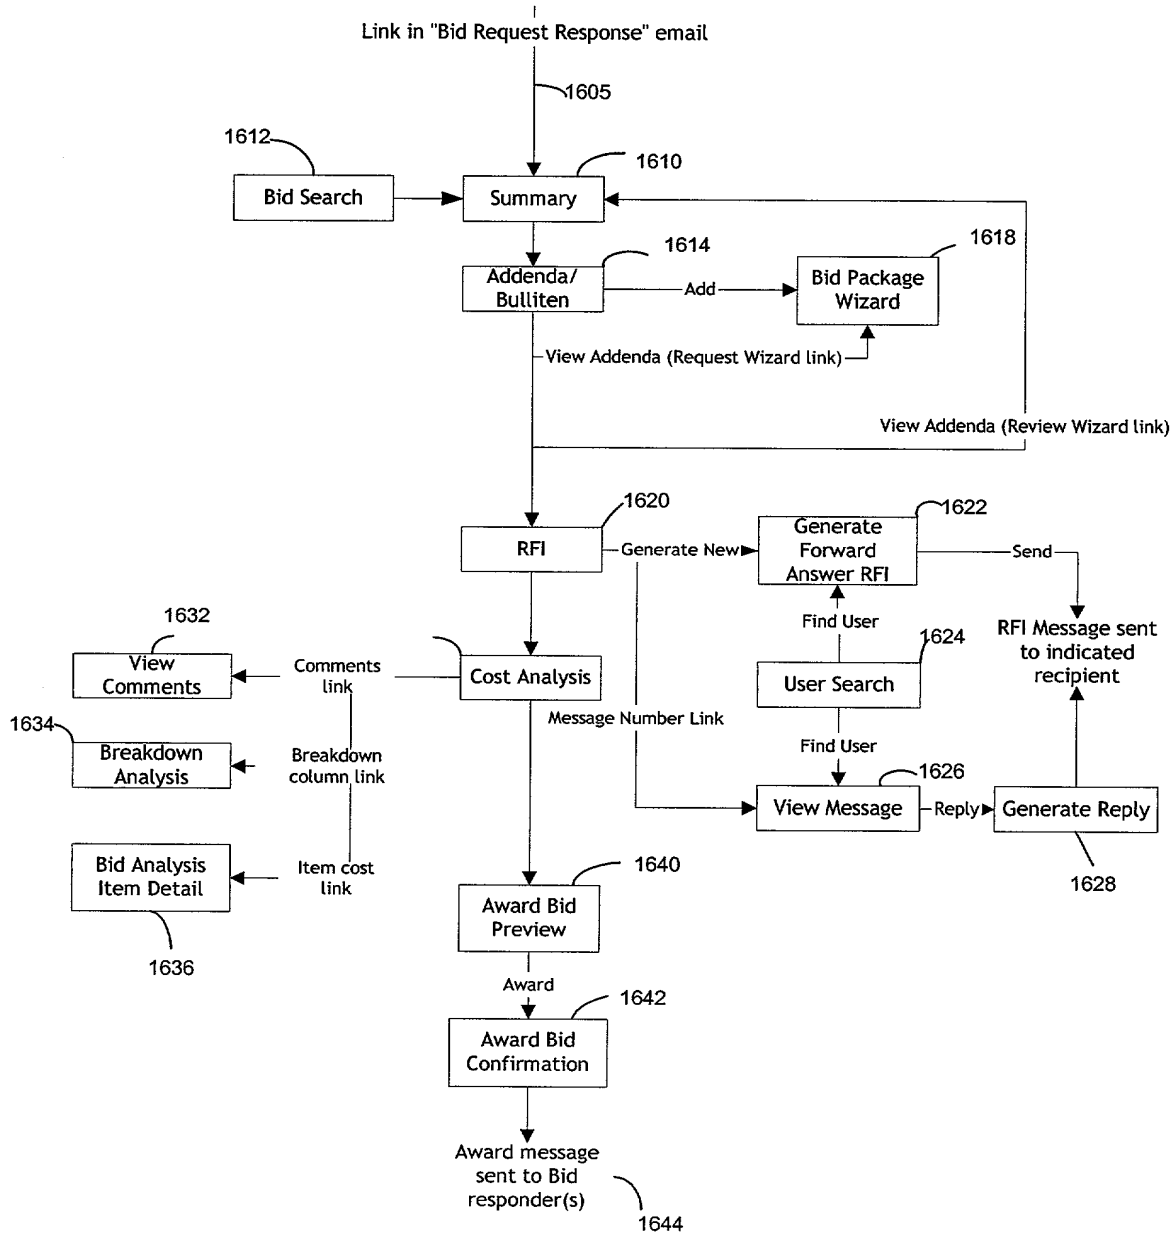 Link in "Bid Request Response" email
1605
1612
1610
Bid Search
Summary
1614
1618
Addenda/
Bulliten
Add
Bid Package
Wizard
View Addenda (Request Wizard link)
View Addenda (Review Wizard link)
1620
1622
RFI
Generate New
Generate
Forward
Answer RFI
Send
Find User
1632
1624
RFI Message sent
to indicated
recipient
View
Comments
Comments
link
Cost Analysis
User Search
Message Number Link
1634
Breakdown
Analysis
Breakdown
column link
Find User
1626
View Message
Reply
Generate Reply
Bid Analysis
Item Detail
Item cost
link
1640
1628
Award Bid
Preview
1636
Award
1642
Award Bid
Confirmation
Award message
sent to Bid
responder(s)
1644